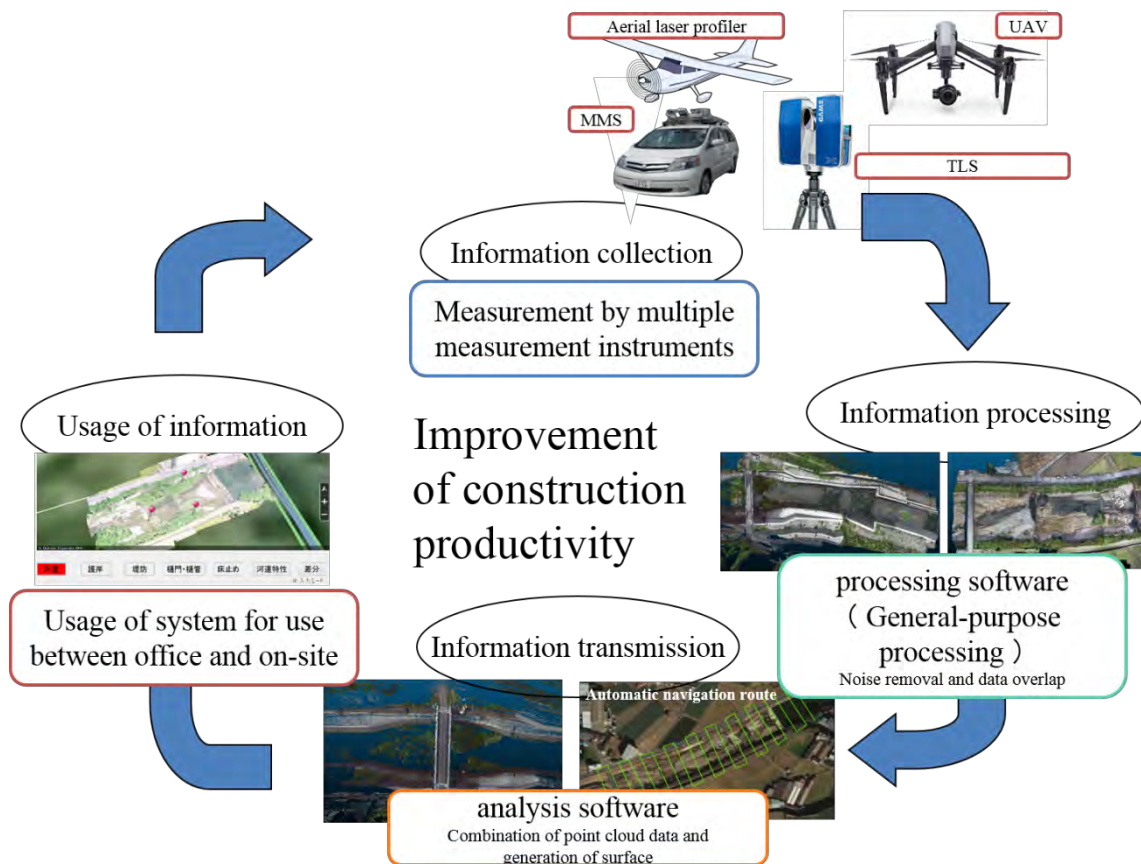 Aerial laser profiler
UAV
MMS
TLS
Information collection
Measurement by multiple
measurement instruments
Information processing
processing software
( General-purpose
processing )
Noise removal and data overlap
Improvement
of construction
productivity
Usage of information
護岸
堤防
樋門・樋管
床止め
河道特性
差分
Usage of system for use
between office and on-site
Information transmission
Automatic navigation route
analysis software
Combination of point cloud data and
generation of surface